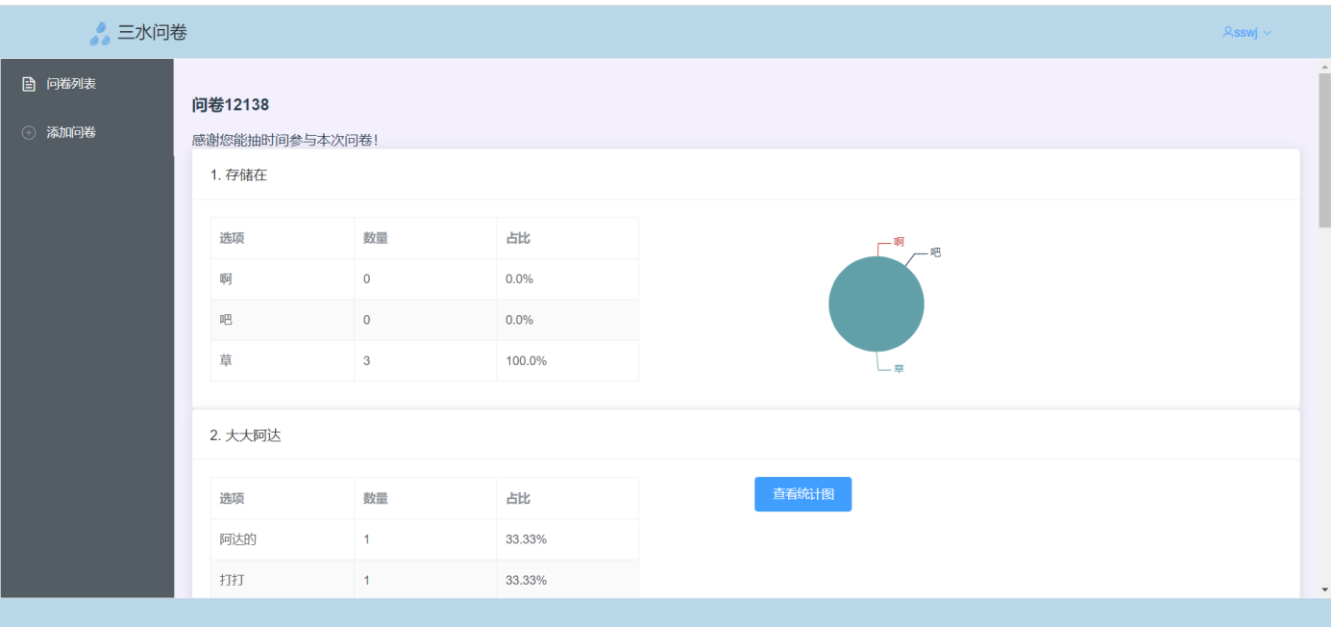 三水问卷
sswj
问卷列表
添加问卷
问卷12138
感谢您能抽时间参与本次问卷！
1. 存储在
选项 数量 占比
啊 0 0.0%
吧 0 0.0%
草 3 100.0%
啊
吧
草
2. 大大阿达
选项 数量 占比
阿达的 1 33.33%
打打 1 33.33%
查看统计图